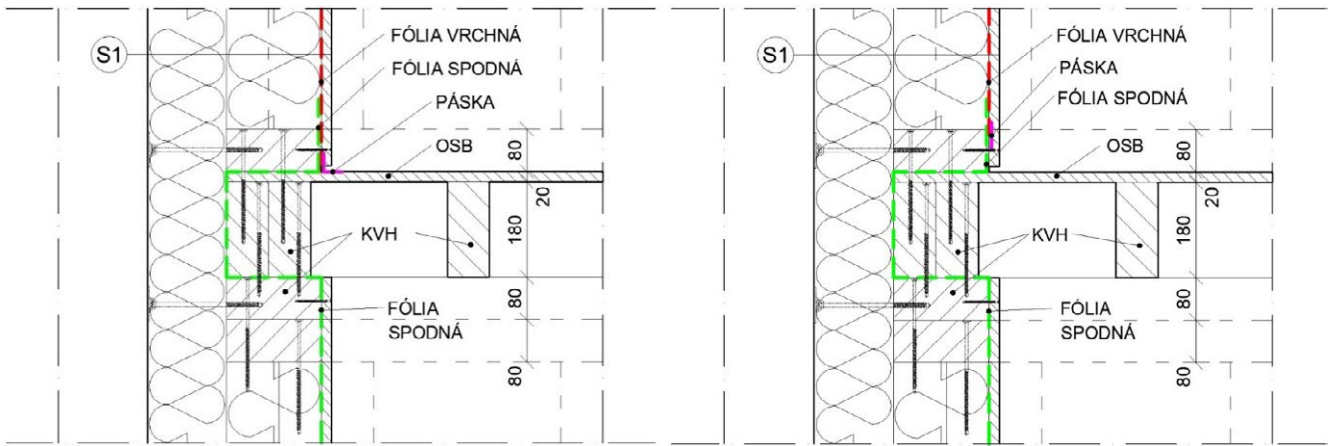 S1
FÓLIA VRCHNÁ
FÓLIA SPODNÁ
PÁSKA
OSB
80
20
KVH
180
80
FÓLIA
SPODNÁ
80
S1
FÓLIA VRCHNÁ
PÁSKA
FÓLIA SPODNÁ
OSB
80
20
KVH
180
80
FÓLIA
SPODNÁ
80